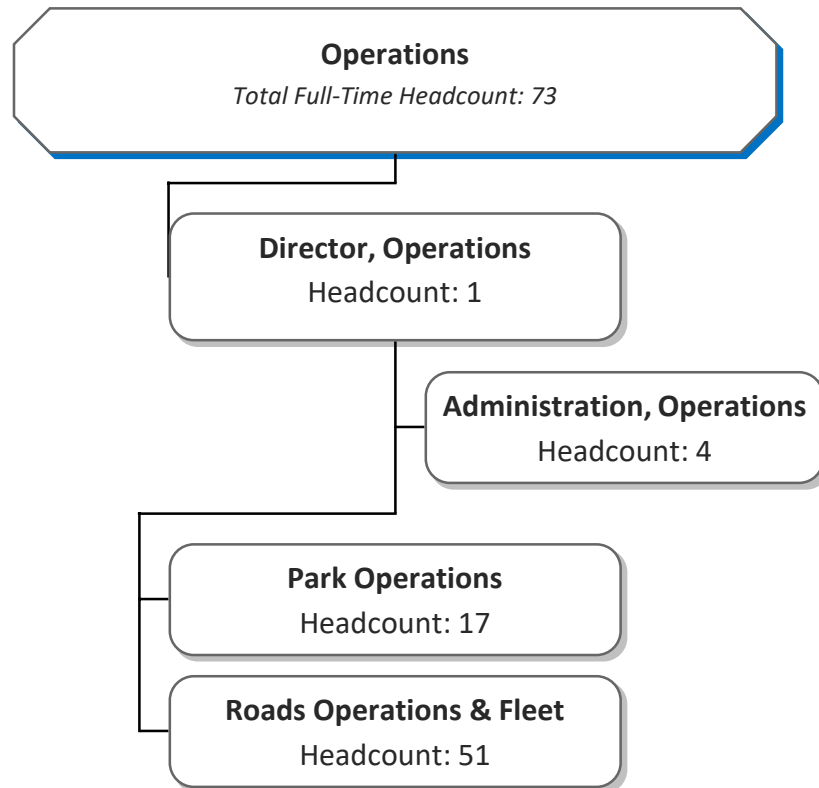 Operations
Total Full-Time Headcount: 73
Director, Operations
Headcount: 1
Administration, Operations
Headcount: 4
Park Operations
Headcount: 17
Roads Operations & Fleet
Headcount: 51